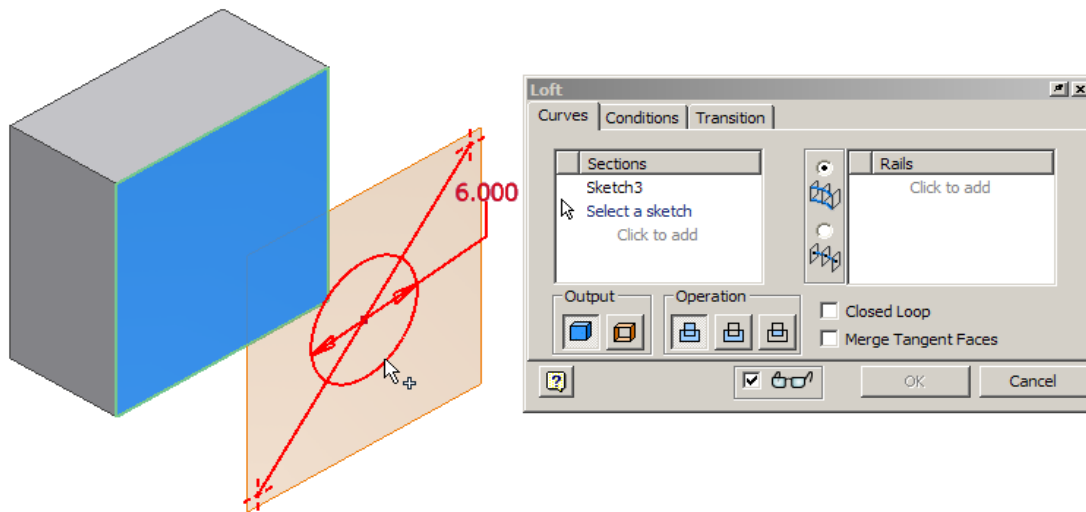 6.000
Loft
Curves
Conditions
Transition
Sections
Sketch3
Select a sketch
Click to add
Rails
Click to add
Output
Operation
Closed Loop
Merge Tangent Faces
?
OK
Cancel